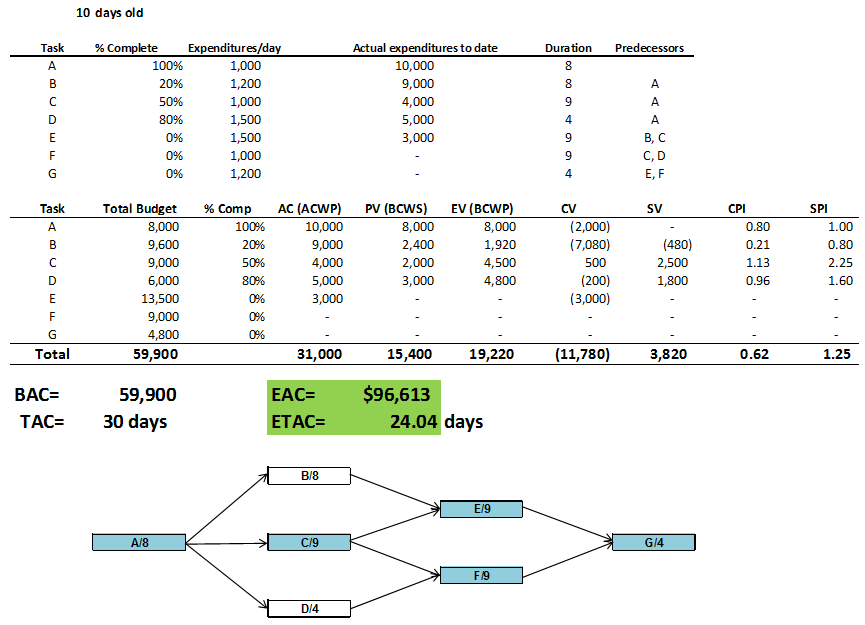 10 days old
Task % Complete Expenditures/day Actual expenditures to date Duration Predecessors
A 100% 1,000 10,000 8
B 20% 1,200 9,000 8 A
C 50% 1,000 4,000 9 A
D 80% 1,500 5,000 4 A
E 0% 1,500 3,000 9 B, C
F 0% 1,000 - 9 C, D
G 0% 1,200 - 4 E, F
Task Total Budget % Comp AC (ACWP) PV (BCWS) EV (BCWP) CV SV CPI SPI
A 8,000 100% 10,000 8,000 8,000 (2,000) - 0.80 1.00
B 9,600 20% 9,000 2,400 1,920 (7,080) (480) 0.21 0.80
C 9,000 50% 4,000 2,000 4,500 500 2,500 1.13 2.25
D 6,000 80% 5,000 3,000 4,800 (200) 1,800 0.96 1.60
E 13,500 0% 3,000 - - (3,000) - - -
F 9,000 0% - - - - - - -
G 4,800 0% - - - - - - -
Total 59,900 31,000 15,400 19,220 (11,780) 3,820 0.62 1.25
BAC= 59,900 EAC= $96,613
TAC= 30 days ETAC= 24.04 days
B/8
E/9
A/8 C/9 G/4
F/9
D/4